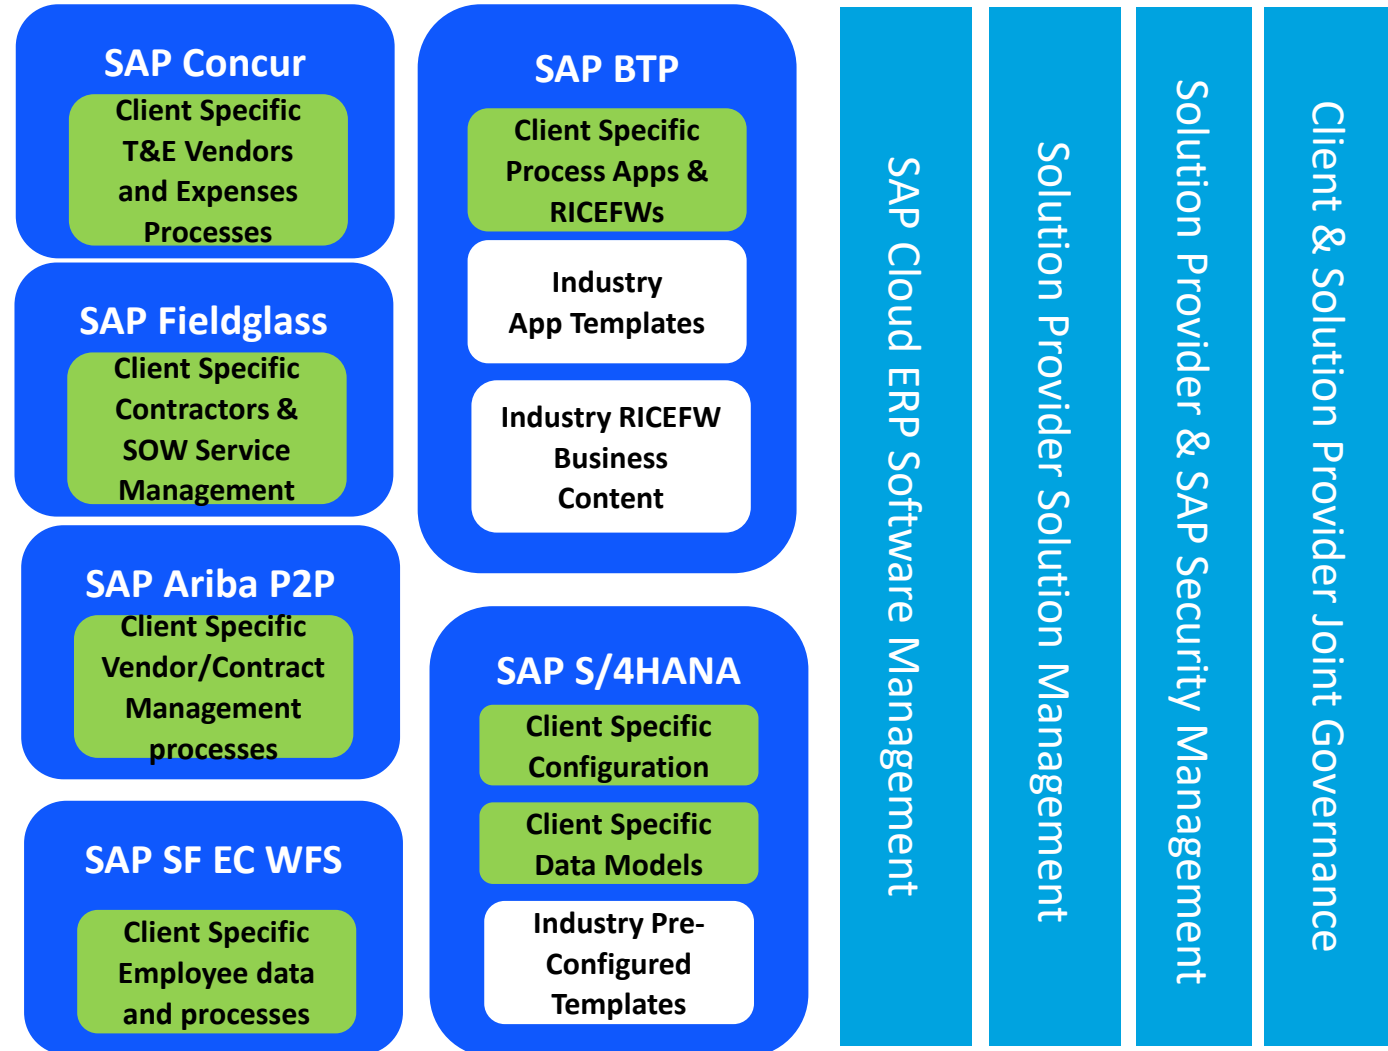 SAP Concur
Client Specific
T&E Vendors
and Expenses
Processes
SAP Fieldglass
Client Specific
Contractors &
SOW Service
Management
SAP Ariba P2P
Client Specific
Vendor/Contract
Management
processes
SAP SF EC WFS
Client Specific
Employee data
and processes
SAP BTP
Client Specific
Process Apps &
RICEFWs
Industry
App Templates
Industry RICEFW
Business
Content
SAP S/4HANA
Client Specific
Configuration
Client Specific
Data Models
Industry Pre-
Configured
Templates
SAP Cloud ERP Software Management
Solution Provider Solution Management
Solution Provider & SAP Security Management
Client & Solution Provider Joint Governance